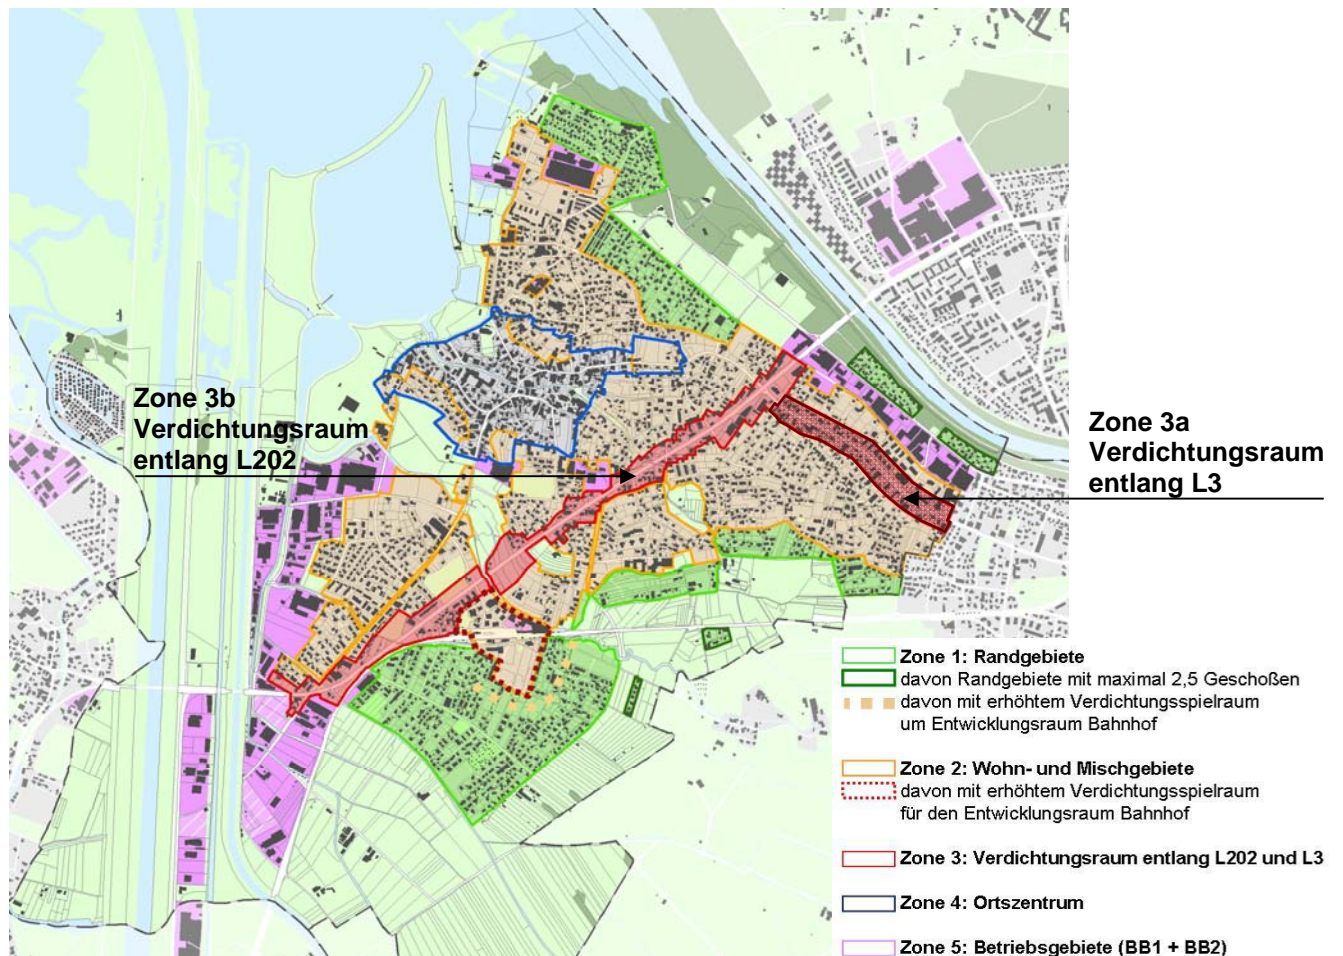 Zone 3b
Verdichtungsraum
entlang L202
Zone 3a
Verdichtungsraum
entlang L3
Zone 1: Randgebiete
davon Randgebiete mit maximal 2,5 Geschoßen
davon mit erhöhtem Verdichtungsspielraum
um Entwicklungsraum Bahnhof
Zone 2: Wohn- und Mischgebiete
davon mit erhöhtem Verdichtungsspielraum
für den Entwicklungsraum Bahnhof
Zone 3: Verdichtungsraum entlang L202 und L3
Zone 4: Ortszentrum
Zone 5: Betriebsgebiete (BB1 + BB2)